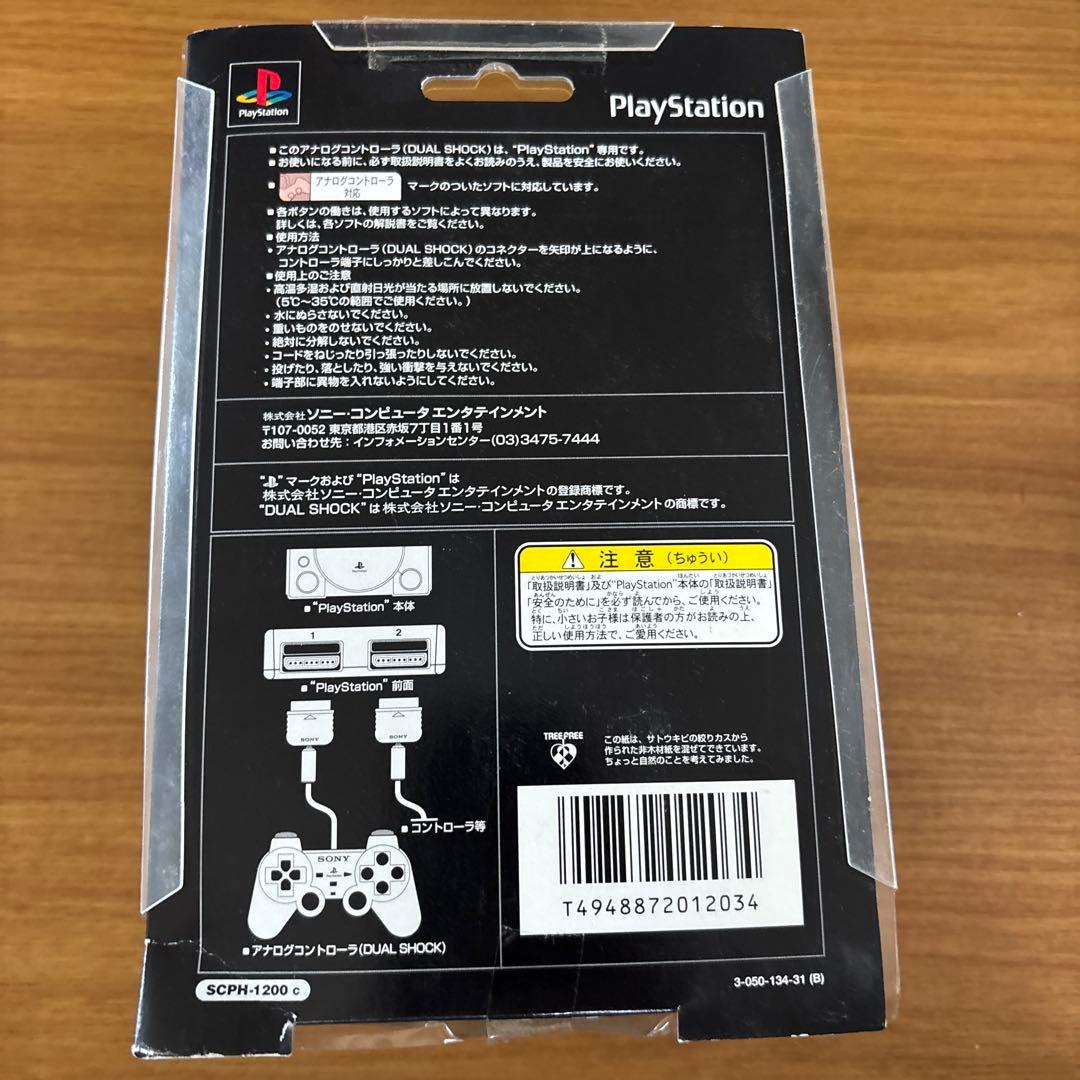 PlayStation
PlayStation
■このアナログコントローラ(DUAL SHOCK)は、“PlayStation”専用です。
■お使いになる前に、必ず取扱説明書をよくお読みのうえ、製品を安全にお使いください。
■ アナログコントローラ対応 マークのついたソフトに対応しています。
■各ボタンの働きは、使用するソフトによって異なります。
詳しくは、各ソフトの解説書をご覧ください。
■使用方法
・アナログコントローラ(DUAL SHOCK)のコネクターを矢印が上になるように、
コントローラ端子にしっかりと差しこんでください。
■使用上のご注意
・高温多湿および直射日光が当たる場所に放置しないでください。
(5℃〜35℃の範囲でご使用ください。)
・水にぬらさないでください。
・重いものをのせないでください。
・絶対に分解しないでください。
・コードをねじったり引っ張ったりしないでください。
・投げたり、落としたり、強い衝撃を与えないでください。
・端子部に異物を入れないようにしてください。
株式会社ソニー・コンピュータ エンタテインメント
〒107-0052 東京都港区赤坂7丁目1番1号
お問い合わせ先：インフォメーションセンター(03)3475-7444
“ ”マークおよび“PlayStation”は
株式会社ソニー・コンピュータ エンタテインメントの登録商標です。
“DUAL SHOCK”は株式会社ソニー・コンピュータ エンタテインメントの商標です。
PlayStation
■“PlayStation”本体
1 2
■“PlayStation”前面
SONY SONY
■コントローラ等
SONY
PlayStation
■アナログコントローラ(DUAL SHOCK)
注意(ちゅうい)
「取扱説明書」及び“PlayStation”本体の「取扱説明書」
「安全のために」を必ず読んでから、ご使用ください。
特に、小さいお子様は保護者の方がお読みの上、
正しい使用方法で、ご愛用ください。
TREE FREE
この紙は、サトウキビの絞りカスから
作られた非木材紙を混ぜてできています。
ちょっと自然のことを考えてみました。
T4948872012034
SCPH-1200 c
3-050-134-31 (B)